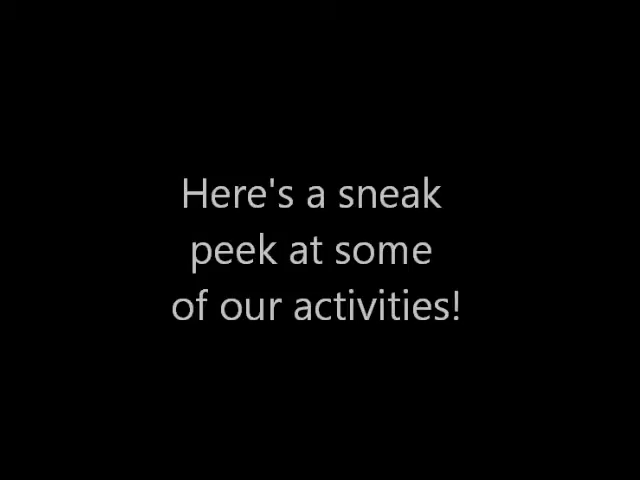 Here's a sneak
peek at some
of our activities!